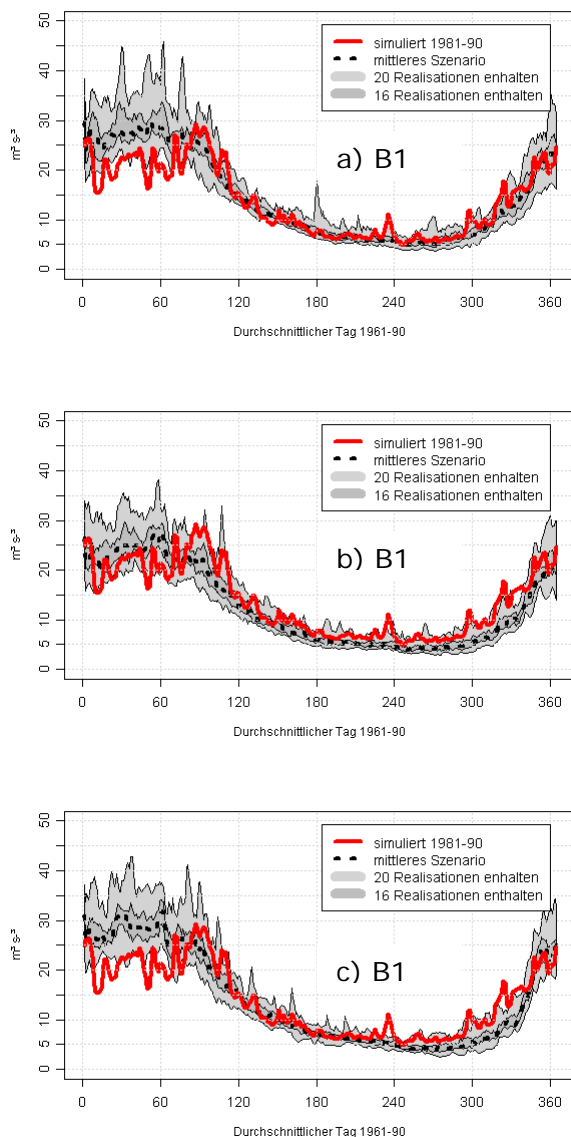 50
40
30
20
10
5
0
m³ s-³
simuliert 1981-90
mittleres Szenario
20 Realisationen enhalten
16 Realisationen enthalten
a) B1
0 60 120 180 240 300 360
Durchschnittlicher Tag 1961-90
50
40
30
20
10
5
0
m³ s-³
simuliert 1981-90
mittleres Szenario
20 Realisationen enhalten
16 Realisationen enthalten
b) B1
0 60 120 180 240 300 360
Durchschnittlicher Tag 1961-90
50
40
30
20
10
5
0
m³ s-³
simuliert 1981-90
mittleres Szenario
20 Realisationen enhalten
16 Realisationen enthalten
c) B1
0 60 120 180 240 300 360
Durchschnittlicher Tag 1961-90